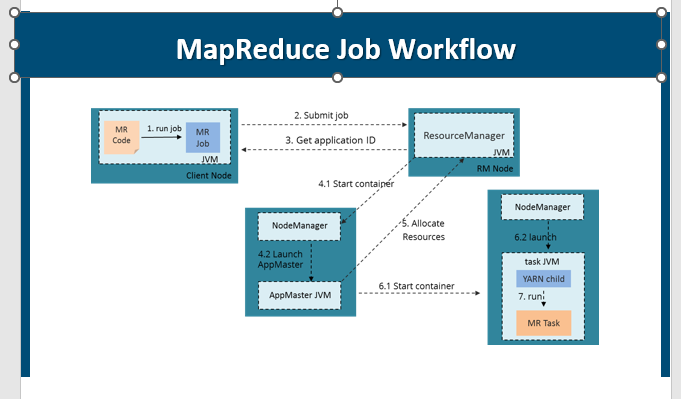 MapReduce Job Workflow
MR
Code
1. run job
MR
Job
JVM
Client Node
2. Submit job
3. Get application ID
ResourceManager
JVM
RM Node
4.1 Start container
NodeManager
4.2 Launch
AppMaster
AppMaster JVM
5. Allocate
Resources
6.1 Start container
NodeManager
6.2 launch
task JVM
YARN child
7. run
MR Task